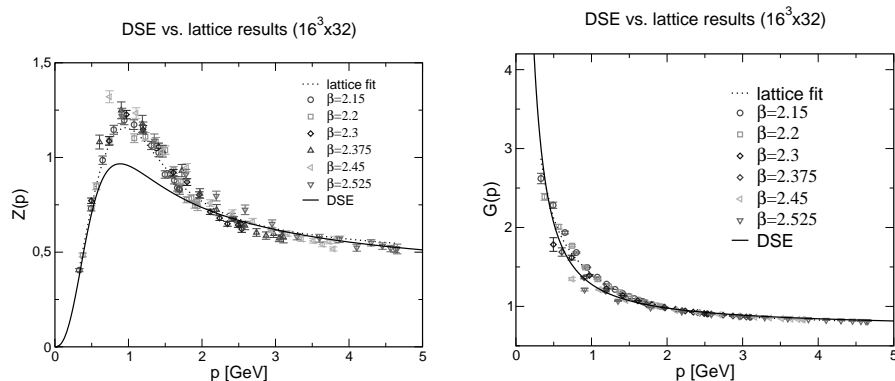 DSE vs. lattice results (16³x32)
1,5
1
0,5
0
0
1
2
3
4
5
Z(p)
p [GeV]
lattice fit
β=2.15
β=2.2
β=2.3
β=2.375
β=2.45
β=2.525
DSE
DSE vs. lattice results (16³x32)
4
3
2
1
0
1
2
3
4
5
G(p)
p [GeV]
lattice fit
β=2.15
β=2.2
β=2.3
β=2.375
β=2.45
β=2.525
DSE